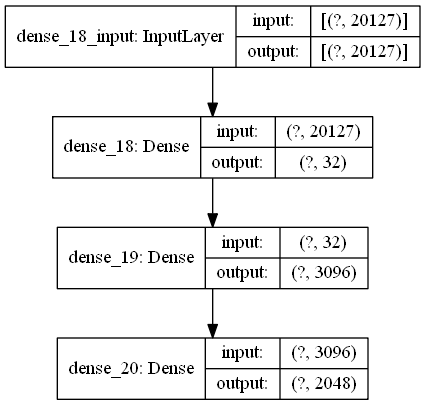 dense_18_input: InputLayer
input: [(?, 20127)]
output: [(?, 20127)]
dense_18: Dense
input: (?, 20127)
output: (?, 32)
dense_19: Dense
input: (?, 32)
output: (?, 3096)
dense_20: Dense
input: (?, 3096)
output: (?, 2048)